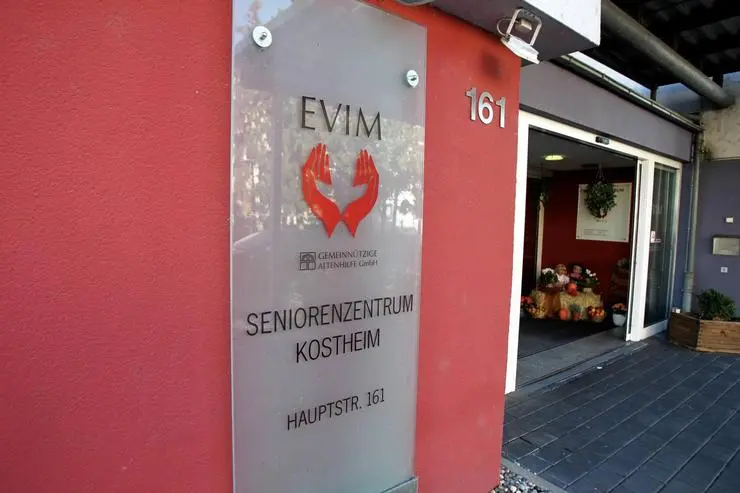 EVIM
GEMEINNÜTZIGE
ALTENHILFE GmbH
SENIORENZENTRUM
KOSTHEIM
HAUPTSTR. 161
161